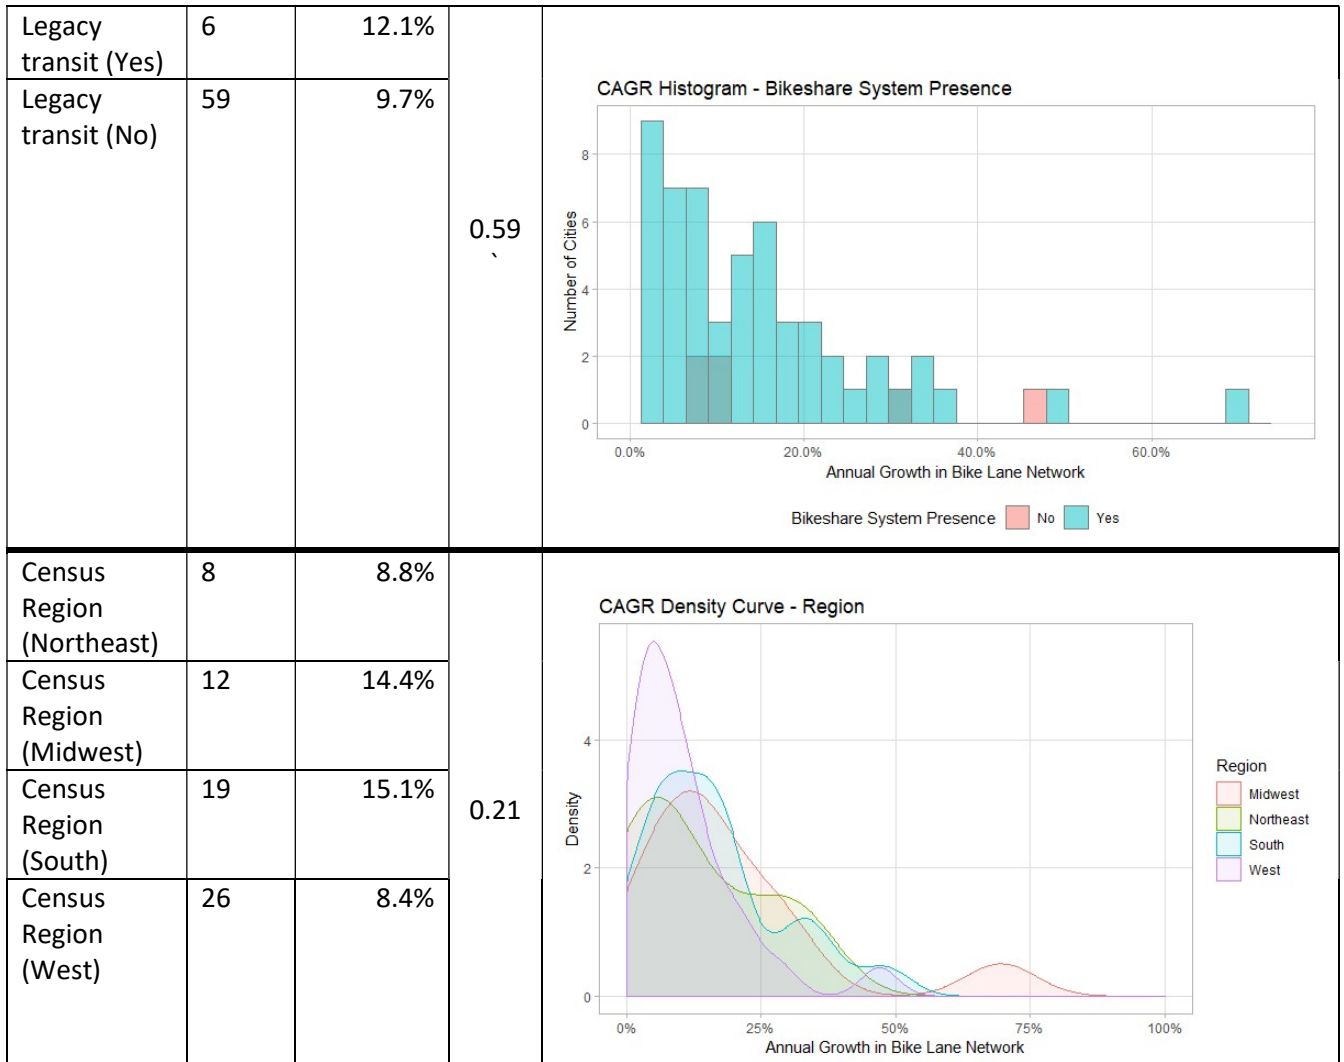 Legacy
transit (Yes)
6
12.1%
Legacy
transit (No)
59
9.7%
0.59
`
CAGR Histogram - Bikeshare System Presence
Number of Cities
8
6
4
2
0
0.0%
20.0%
40.0%
60.0%
Annual Growth in Bike Lane Network
Bikeshare System Presence No Yes
Census
Region
(Northeast)
8
8.8%
Census
Region
(Midwest)
12
14.4%
Census
Region
(South)
19
15.1%
Census
Region
(West)
26
8.4%
0.21
CAGR Density Curve - Region
Density
4
2
0
0%
25%
50%
75%
100%
Annual Growth in Bike Lane Network
Region
Midwest
Northeast
South
West